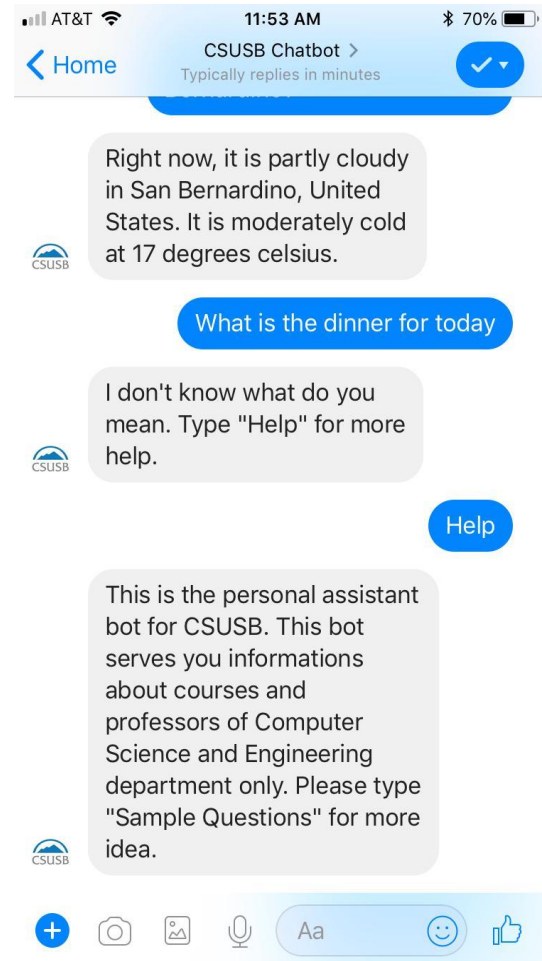 AT&T 11:53 AM 70%
Home CSUSB Chatbot >
Typically replies in minutes
Right now, it is partly cloudy
in San Bernardino, United
States. It is moderately cold
at 17 degrees celsius.
CSUSB
What is the dinner for today
I don't know what do you
mean. Type "Help" for more
help.
CSUSB
Help
This is the personal assistant
bot for CSUSB. This bot
serves you informations
about courses and
professors of Computer
Science and Engineering
department only. Please type
"Sample Questions" for more
idea.
CSUSB
Aa